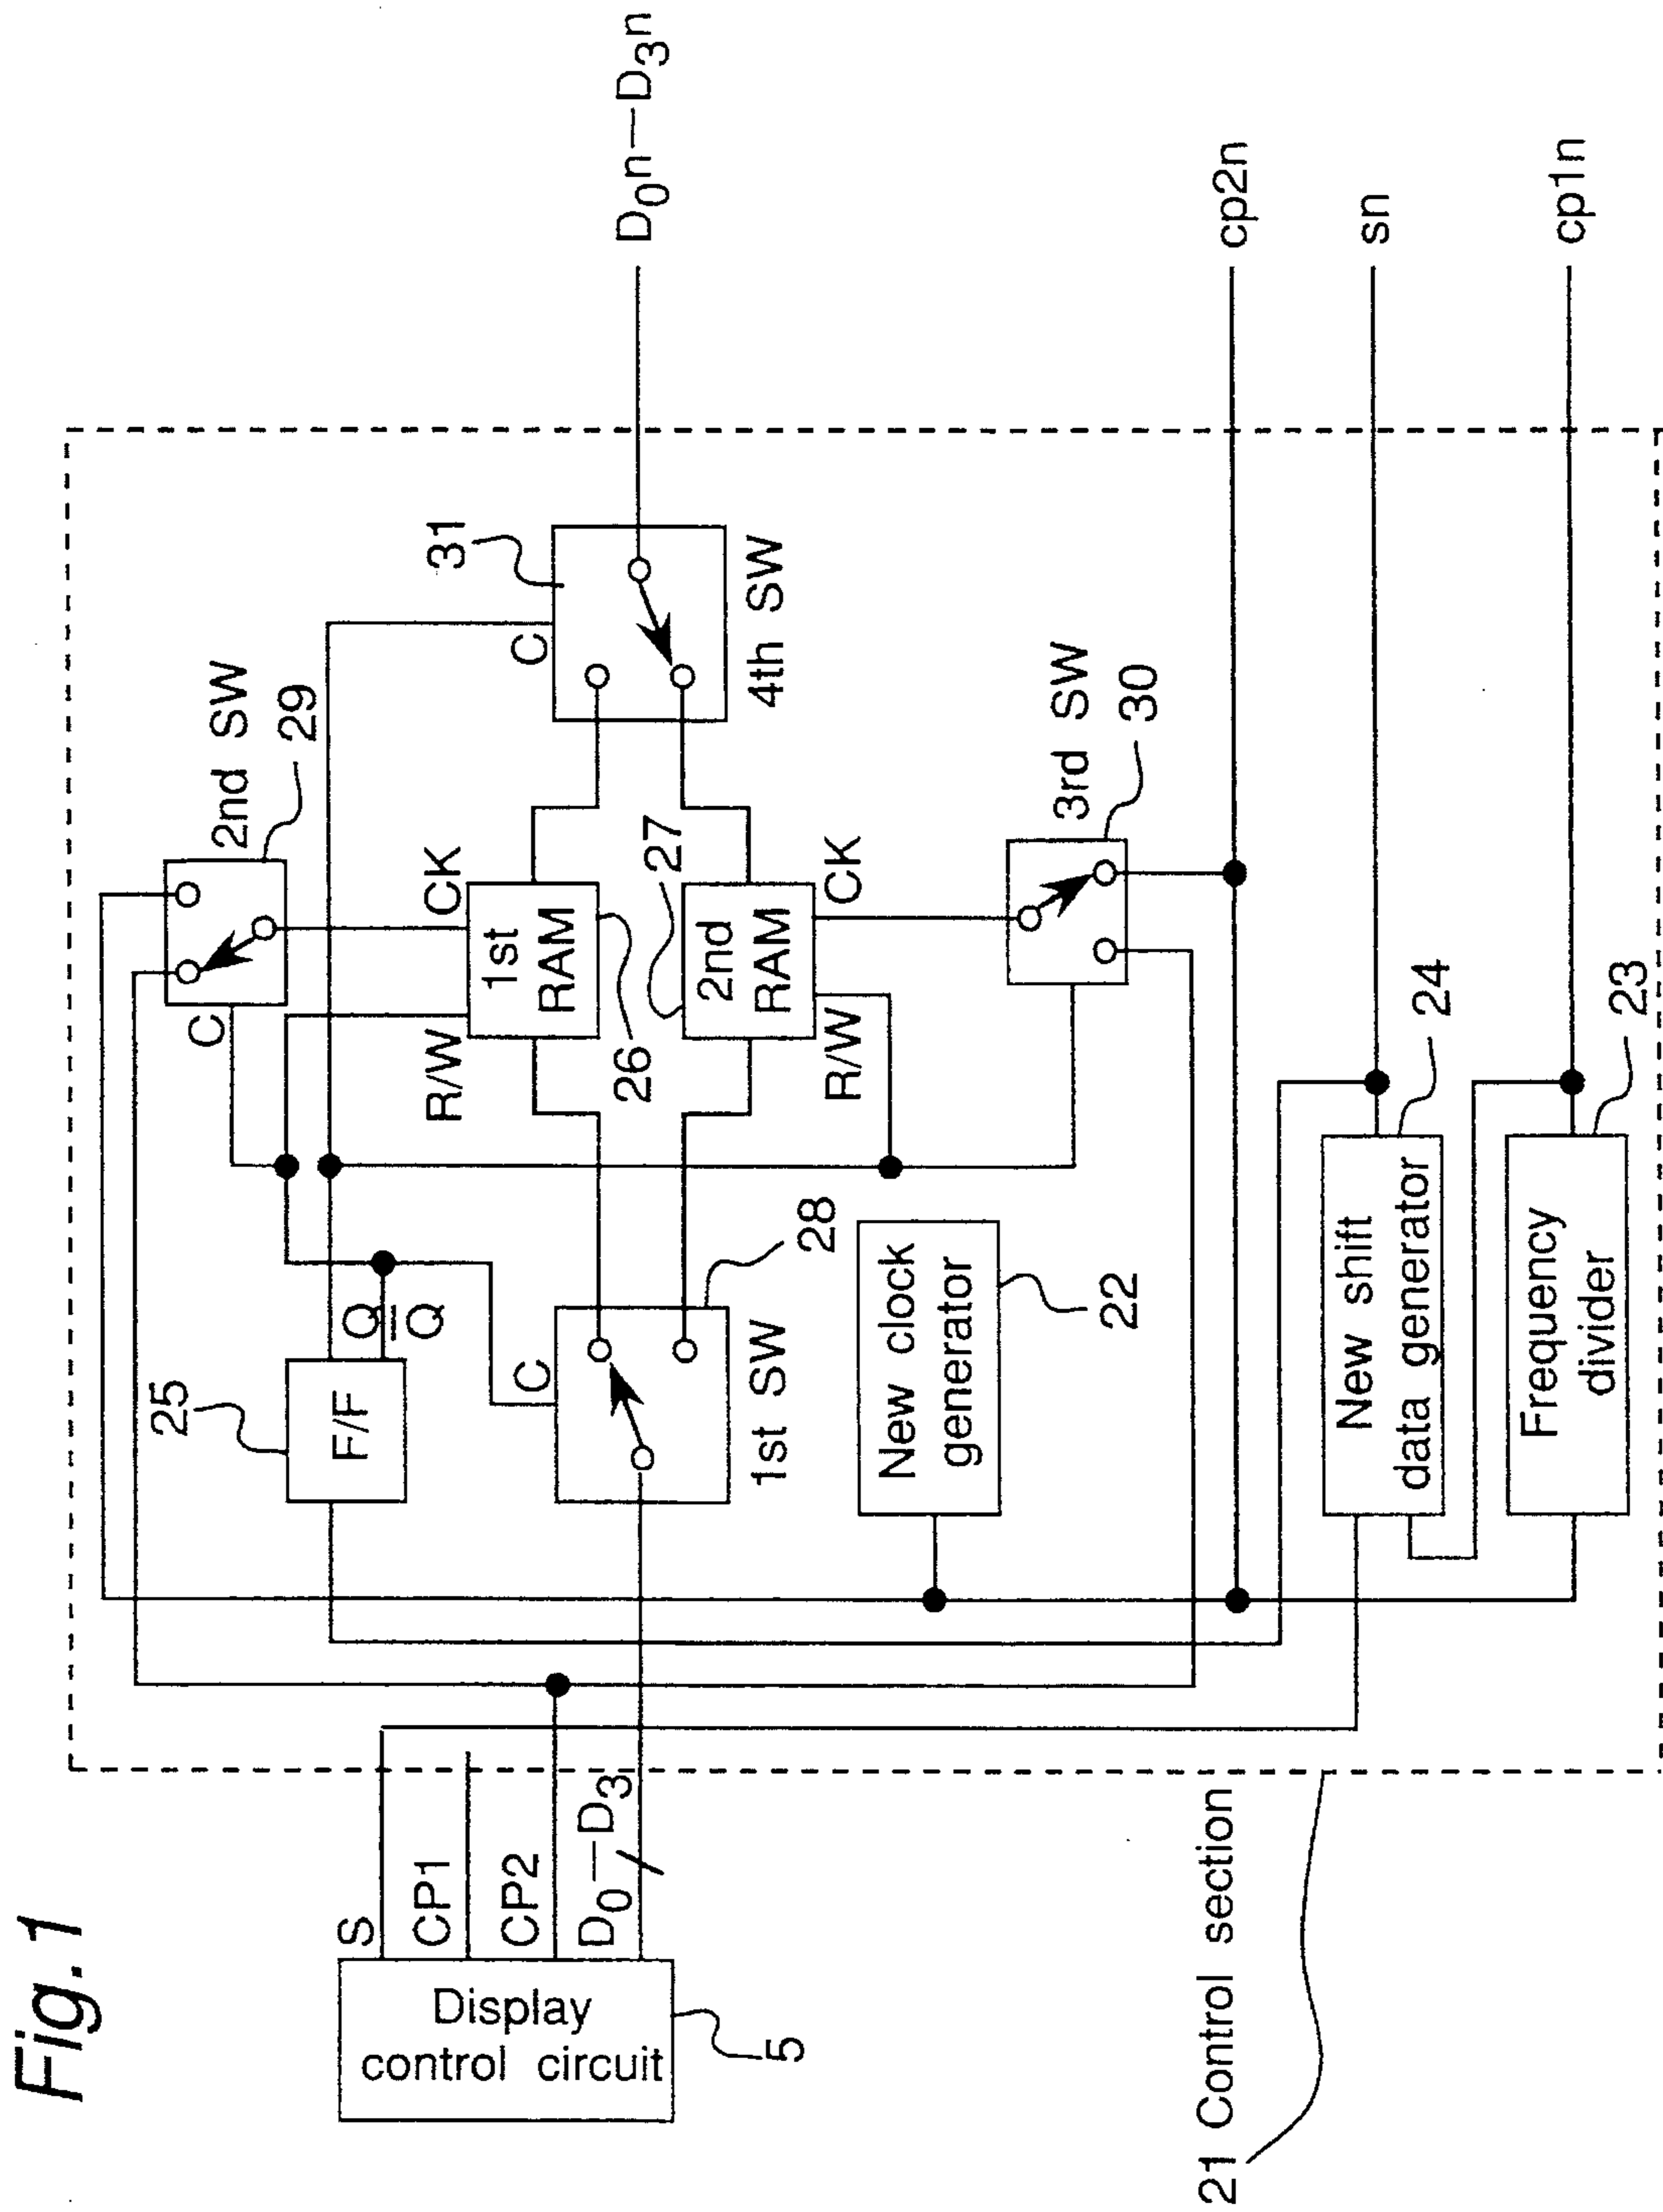 Fig.1
Display
control circuit
5
S
CP1
CP2
D₀—D₃
21 Control section
25
F/F
Q
Q̅
C
1st SW
28
New clock
generator
22
C
2nd SW
29
R/W
CK
1st
RAM
26
27
2nd
RAM
R/W
CK
3rd SW
30
C
31
4th SW
New shift
data generator
24
Frequency
divider
23
D₀n—D₃n
cp2n
sn
cp1n